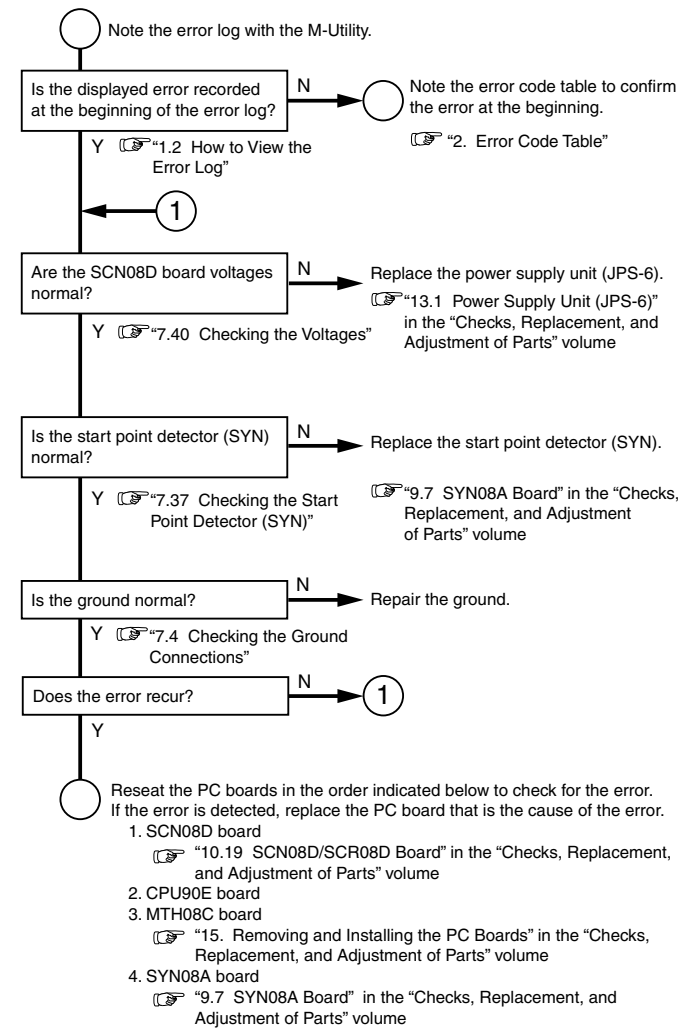 Note the error log with the M-Utility.
Is the displayed error recorded
at the beginning of the error log?
N
Note the error code table to confirm
the error at the beginning.
“2. Error Code Table”
Y “1.2 How to View the
Error Log”
1
Are the SCN08D board voltages
normal?
N
Replace the power supply unit (JPS-6).
“13.1 Power Supply Unit (JPS-6)”
in the “Checks, Replacement, and
Adjustment of Parts” volume
Y “7.40 Checking the Voltages”
Is the start point detector (SYN)
normal?
N
Replace the start point detector (SYN).
“9.7 SYN08A Board” in the “Checks,
Replacement, and Adjustment
of Parts” volume
Y “7.37 Checking the Start
Point Detector (SYN)”
Is the ground normal?
N
Repair the ground.
Y “7.4 Checking the Ground
Connections”
Does the error recur?
N
1
Y
Reseat the PC boards in the order indicated below to check for the error.
If the error is detected, replace the PC board that is the cause of the error.
1. SCN08D board
“10.19 SCN08D/SCR08D Board” in the “Checks, Replacement,
and Adjustment of Parts” volume
2. CPU90E board
3. MTH08C board
“15. Removing and Installing the PC Boards” in the “Checks,
Replacement, and Adjustment of Parts” volume
4. SYN08A board
“9.7 SYN08A Board” in the “Checks, Replacement, and
Adjustment of Parts” volume